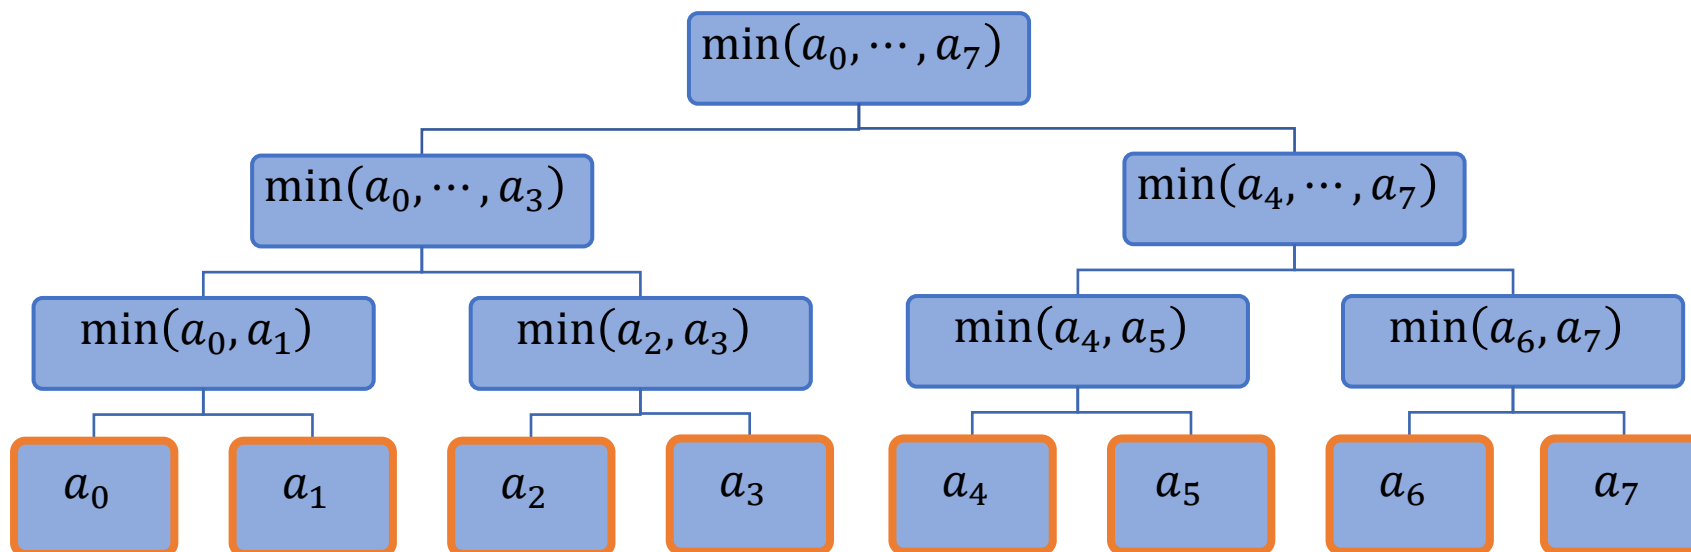 min(a₀, ⋯ , a₇)
min(a₀, ⋯ , a₃)
min(a₄, ⋯ , a₇)
min(a₀, a₁)
min(a₂, a₃)
min(a₄, a₅)
min(a₆, a₇)
a₀
a₁
a₂
a₃
a₄
a₅
a₆
a₇